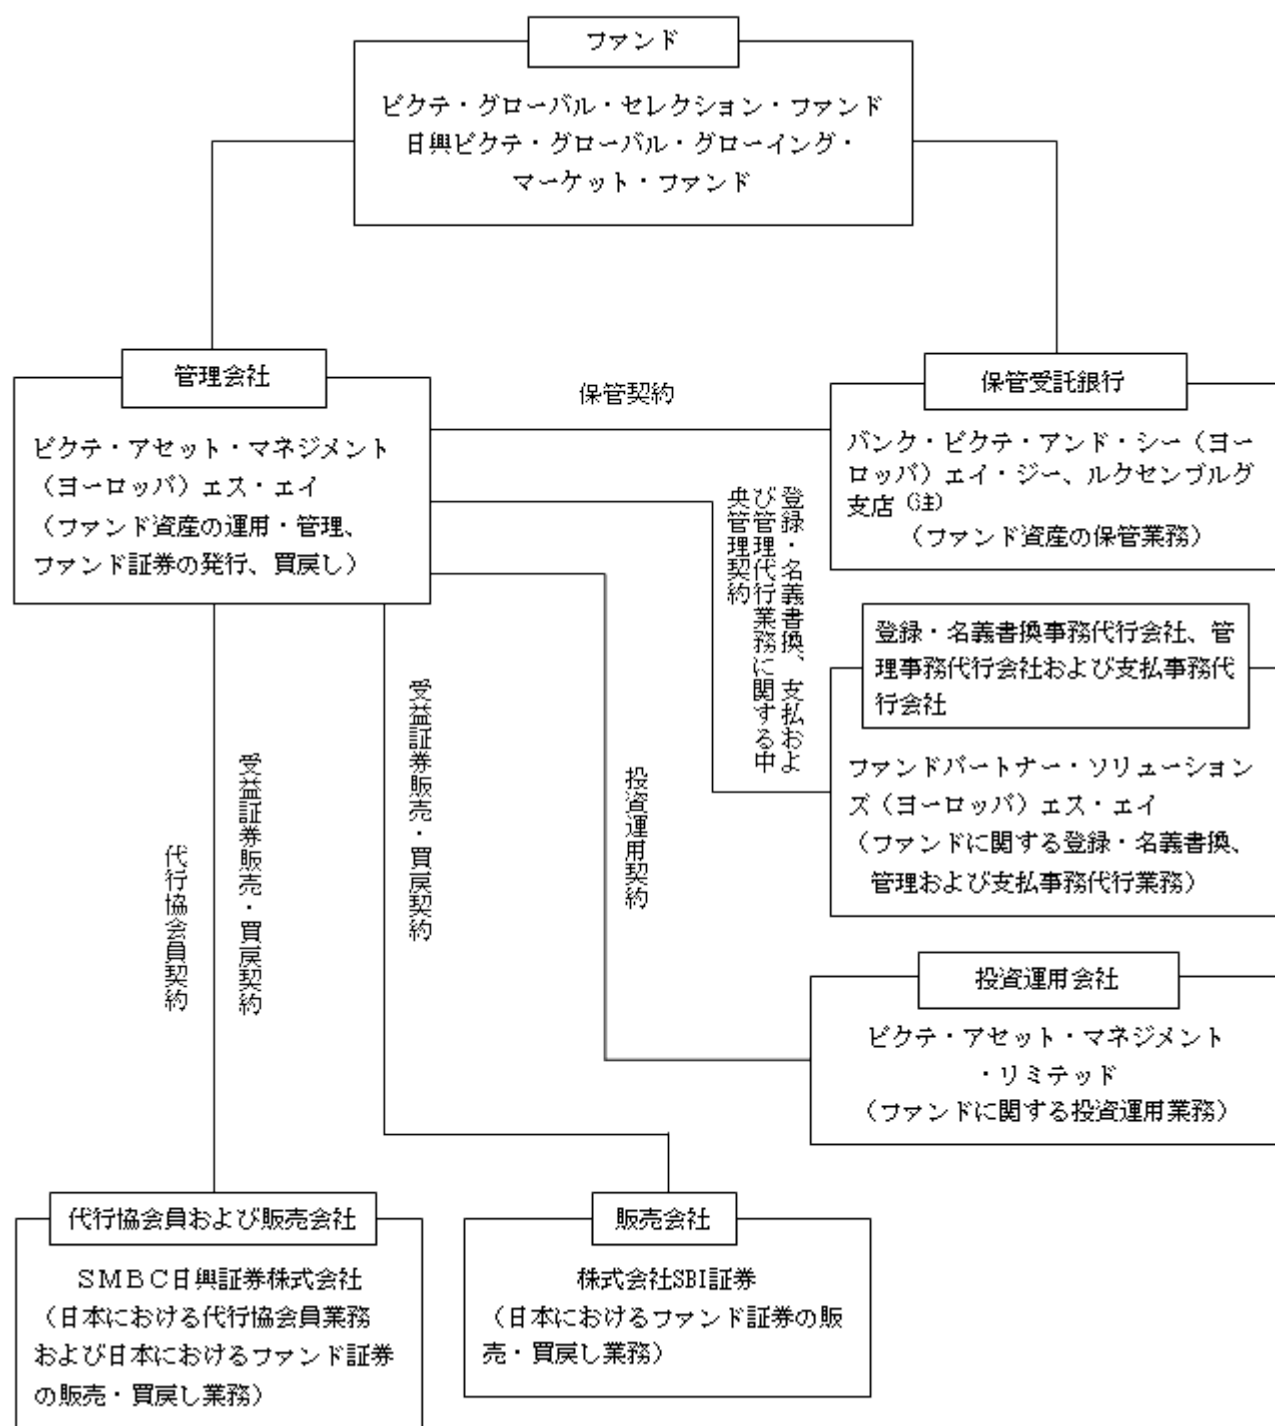 ファンド
ピクテ・グローバル・セレクション・ファンド
日興ピクテ・グローバル・グローイング・
マーケット・ファンド
管理会社
ピクテ・アセット・マネジメント
（ヨーロッパ）エス・エイ
（ファンド資産の運用・管理、
ファンド証券の発行、買戻し）
保管契約
保管受託銀行
バンク・ピクテ・アンド・シー（ヨー
ロッパ）エイ・ジー、ルクセンブルグ
支店（注）
（ファンド資産の保管業務）
登録・名義書換、支払およ
び管理代行業務に関する中
央管理契約
登録・名義書換事務代行会社、管
理事務代行会社および支払事務代
行会社
ファンドパートナー・ソリューション
ズ（ヨーロッパ）エス・エイ
（ファンドに関する登録・名義書換、
管理および支払事務代行業務）
投資運用契約
投資運用会社
ピクテ・アセット・マネジメント
・リミテッド
（ファンドに関する投資運用業務）
代行協会員契約
受益証券販売・買戻契約
受益証券販売・買戻契約
代行協会員および販売会社
ＳＭＢＣ日興証券株式会社
（日本における代行協会員業務
および日本におけるファンド証券
の販売・買戻し業務）
販売会社
株式会社SBI証券
（日本におけるファンド証券の販
売・買戻し業務）